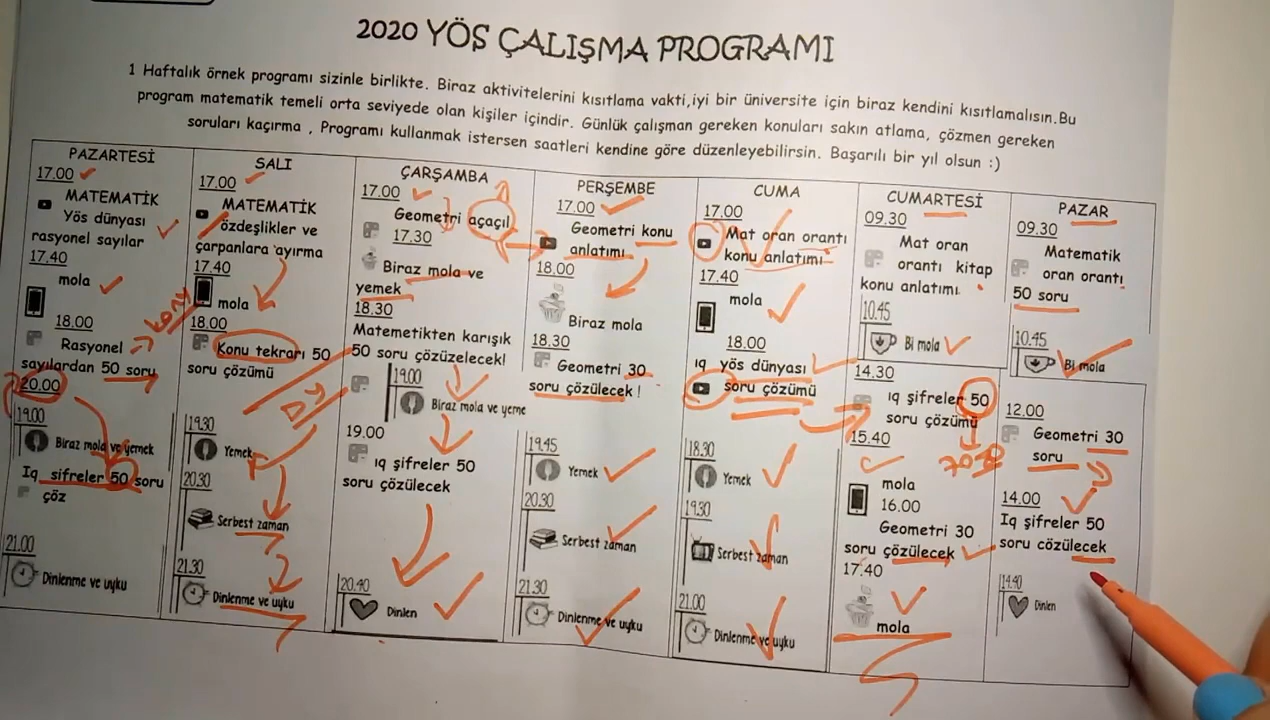 2020 YÖS ÇALIŞMA PROGRAMI
1 Haftalık örnek programı sizinle birlikte. Biraz aktivitelerini kısıtlama vakti,iyi bir üniversite için biraz kendini kısıtlamalısın.Bu
program matematik temeli orta seviyede olan kişiler içindir. Günlük çalışman gereken konuları sakın atlama, çözmen gereken
soruları kaçırma , Programı kullanmak istersen saatleri kendine göre düzenleyebilirsin. Başarılı bir yıl olsun :)
PAZARTESİ
17.00
MATEMATİK
Yös dünyası
rasyonel sayılar
17.40
mola
18.00
Rasyonel
sayılardan 50 soru
20.00
19.00
Biraz mola ve yemek
Iq şifreler 50 soru
çöz
21.00
Dinlenme ve uyku
SALI
17.00
MATEMATİK
özdeşlikler ve
çarpanlara ayırma
17.40
mola
18.00
Konu tekrarı 50
soru çözümü
19.30
Yemek
20.30
Serbest zaman
21.30
Dinlenme ve uyku
ÇARŞAMBA
17.00
Geometri açaçıl
17.30
Biraz mola ve
yemek
18.30
Matemetikten karışık
50 soru çözüzelecek!
19.00
Biraz mola ve yeme
19.00
ıq şifreler 50
soru çözülecek
20.40
Dinlen
PERŞEMBE
17.00
Geometri konu
anlatımı
18.00
Biraz mola
18.30
Geometri 30
soru çözülecek !
19.45
Yemek
20.30
Serbest zaman
21.30
Dinlenme ve uyku
CUMA
17.00
Mat oran orantı
konu anlatımı
17.40
mola
18.00
ıq yös dünyası
soru çözümü
18.30
Yemek
19.30
Serbest zaman
21.00
Dinlenme ve uyku
CUMARTESİ
09.30
Mat oran
orantı kitap
konu anlatımı
10.45
Bi mola
14.30
ıq şifreler 50
soru çözümü
15.40
mola
16.00
Geometri 30
soru çözülecek
17.40
mola
PAZAR
09.30
Matematik
oran orantı
50 soru
10.45
Bi mola
12.00
Geometri 30
soru
14.00
Iq şifreler 50
soru cözülecek
14.40
Dinlen